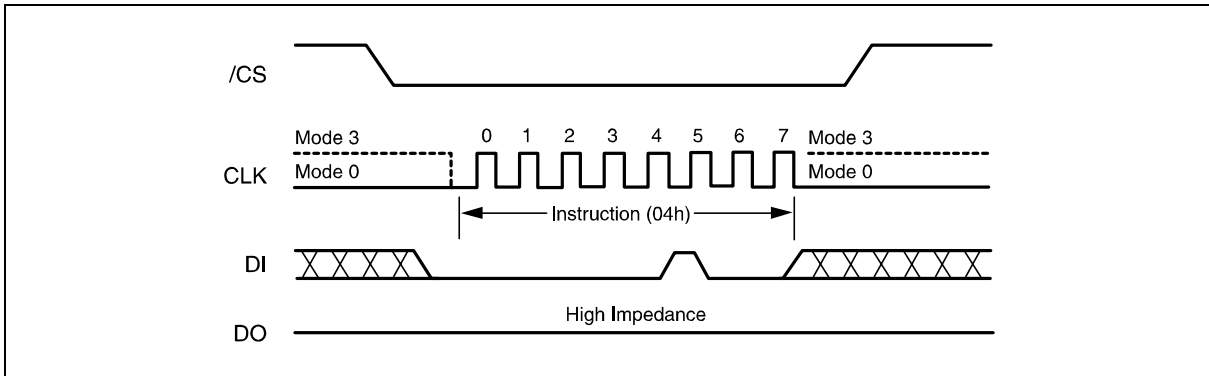 /CS
Mode 3 0 1 2 3 4 5 6 7 Mode 3
CLK Mode 0 Mode 0
Instruction (04h)
DI
High Impedance
DO